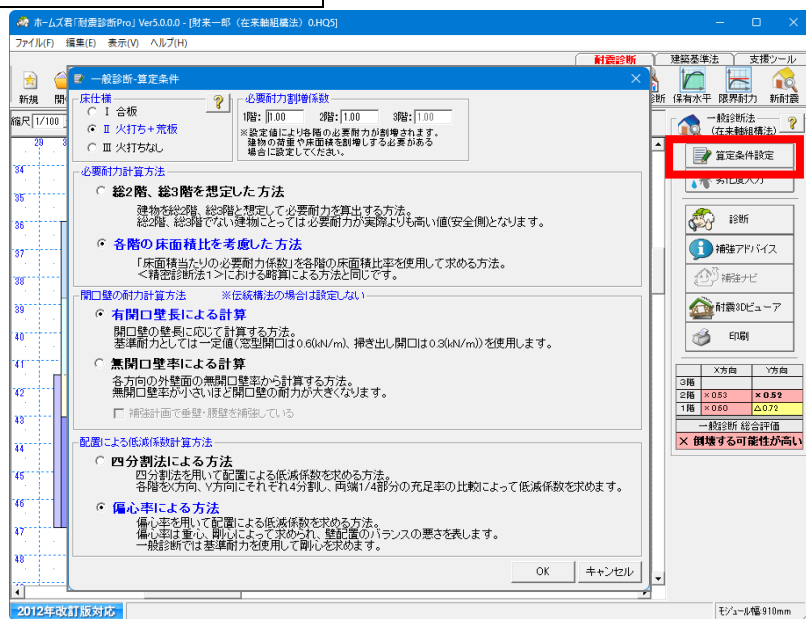 ホームズ君「耐震診断Pro」Ver5.0.0.0 - [財来一郎（在来軸組構法）0.HQ5]
ファイル(F) 編集(E) 表示(V) ヘルプ(H)
耐震診断 建築基準法 支援ツール
新規 開
断 保有水平 限界耐力 新耐震
縮尺 1/100
29 3
34
35
36
37
38
39
40
41
42
43
44
45
46
47
48
一般診断-算定条件
床仕様
Ⅰ 合板
Ⅱ 火打ち+荒板
Ⅲ 火打ちなし
必要耐力割増係数
1階: 1.00 2階: 1.00 3階: 1.00
※設定値により各階の必要耐力が割増されます。
建物の荷重や床面積を割増しする必要がある
場合に設定してください。
必要耐力計算方法
総2階、総3階を想定した方法
建物を総2階、総3階と想定して必要耐力を算出する方法。
総2階、総3階でない建物にとっては必要耐力が実際よりも高い値(安全側)となります。
各階の床面積比を考慮した方法
「床面積当たりの必要耐力係数」を各階の床面積比率を使用して求める方法。
＜精密診断法1＞における略算による方法と同じです。
開口壁の耐力計算方法 ※伝統構法の場合は設定しない
有開口壁長による計算
開口壁の壁長に応じて計算する方法。
基準耐力としては一定値(窓型開口は0.6(kN/m)、掃き出し開口は0.3(kN/m))を使用します。
無開口壁率による計算
各方向の外壁面の無開口壁率から計算する方法。
無開口壁率が小さいほど開口壁の耐力が大きくなります。
補強計画で垂壁・腰壁を補強している
配置による低減係数計算方法
四分割法による方法
四分割法を用いて配置による低減係数を求める方法。
各階をX方向、Y方向にそれぞれ4分割し、両端1/4部分の充足率の比較によって低減係数を求めます。
偏心率による方法
偏心率を用いて配置による低減係数を求める方法。
偏心率は重心、剛心によって求められ、壁配置のバランスの悪さを表します。
一般診断では基準耐力を使用して剛心を求めます。
OK キャンセル
一般診断法
(在来軸組構法)
算定条件設定
劣化度入力
診断
補強アドバイス
補強ナビ
耐震3Dビューア
印刷
X方向 Y方向
3階
2階 ×0.53 ×0.52
1階 ×0.60 △0.72
一般診断 総合評価
× 倒壊する可能性が高い
2012年改訂版対応
モジュール幅:910mm